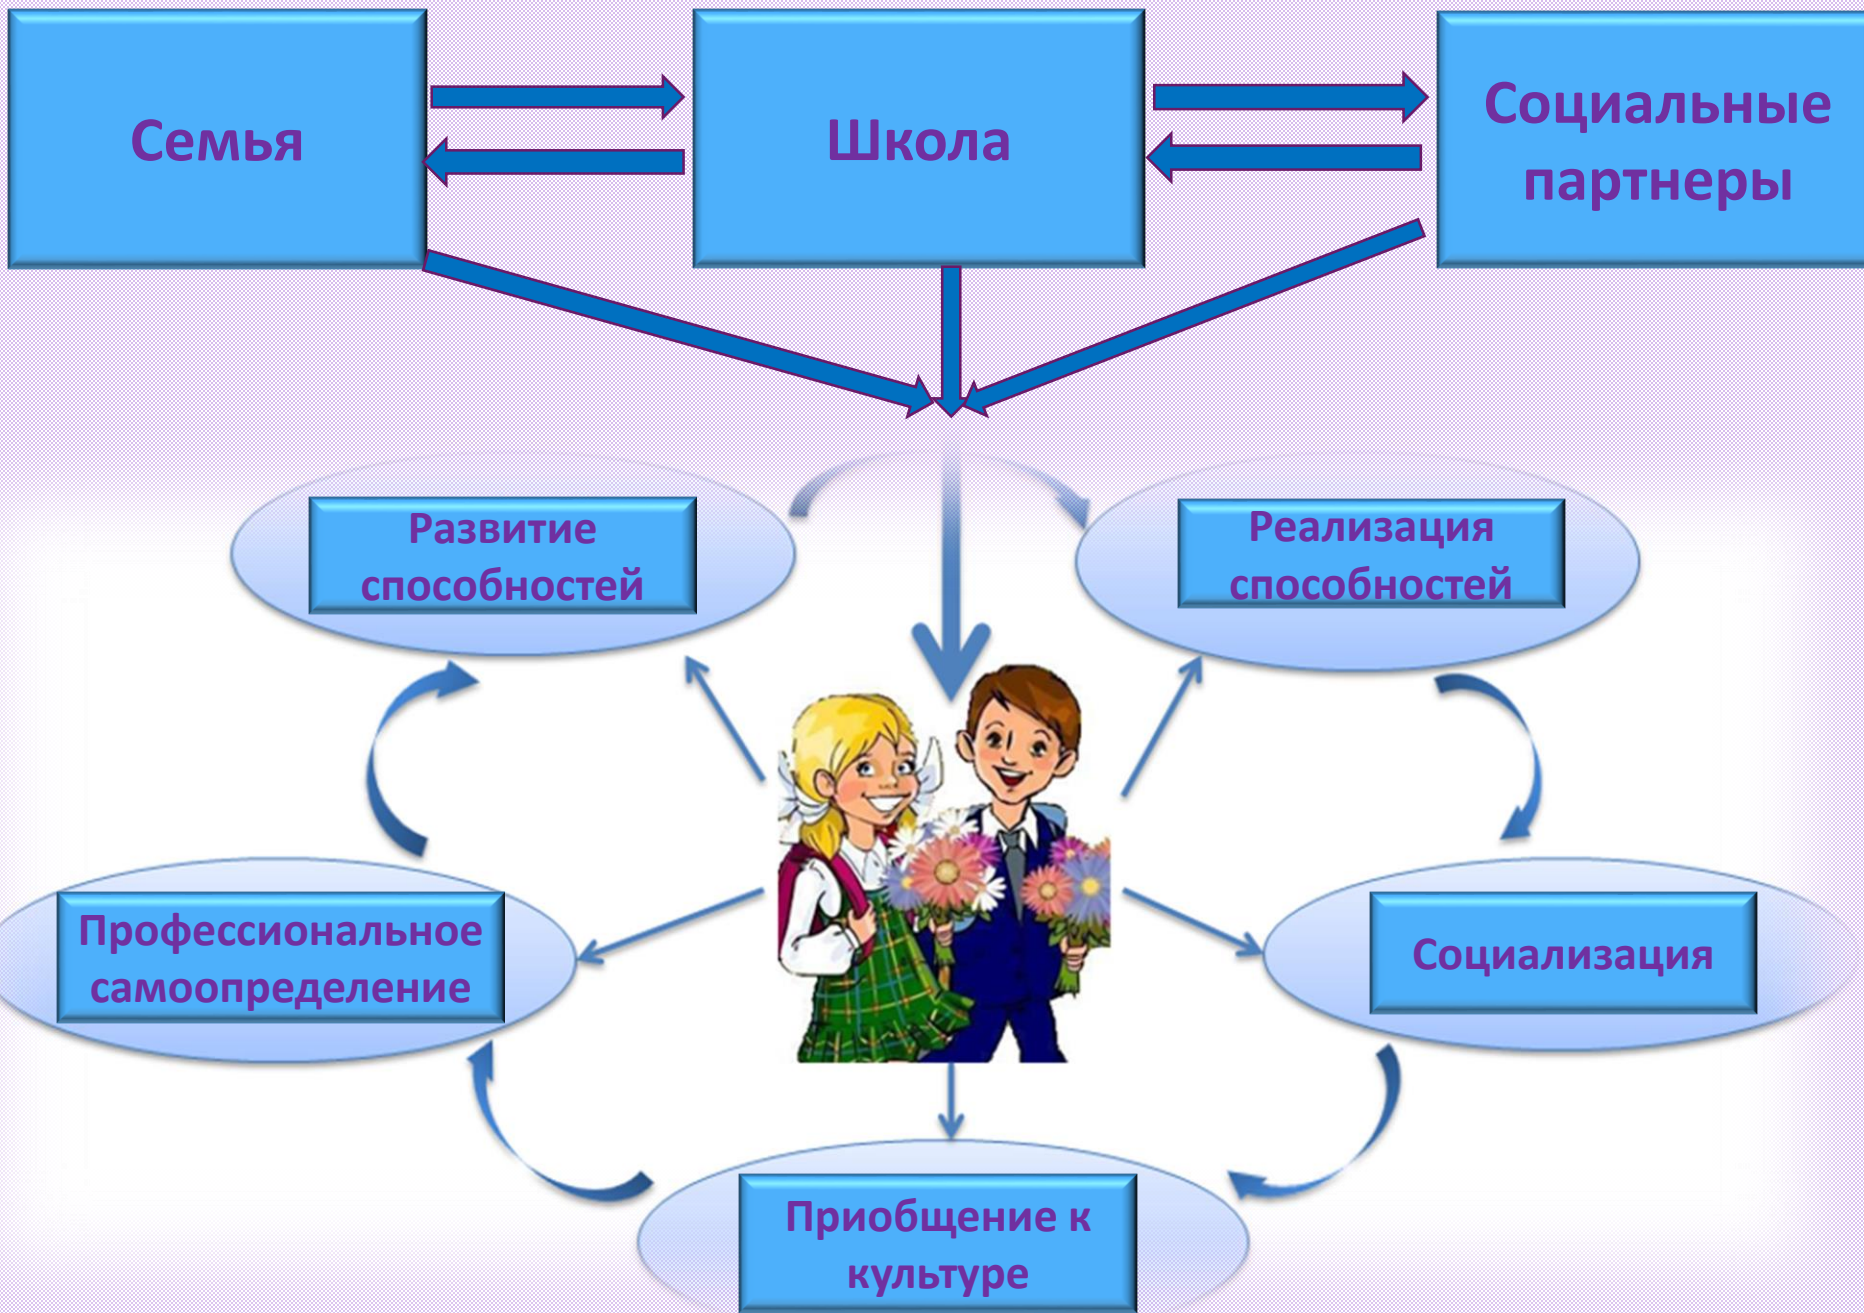 Семья
Школа
Социальные
партнеры
Развитие
способностей
Реализация
способностей
Профессиональное
самоопределение
Социализация
Приобщение к
культуре